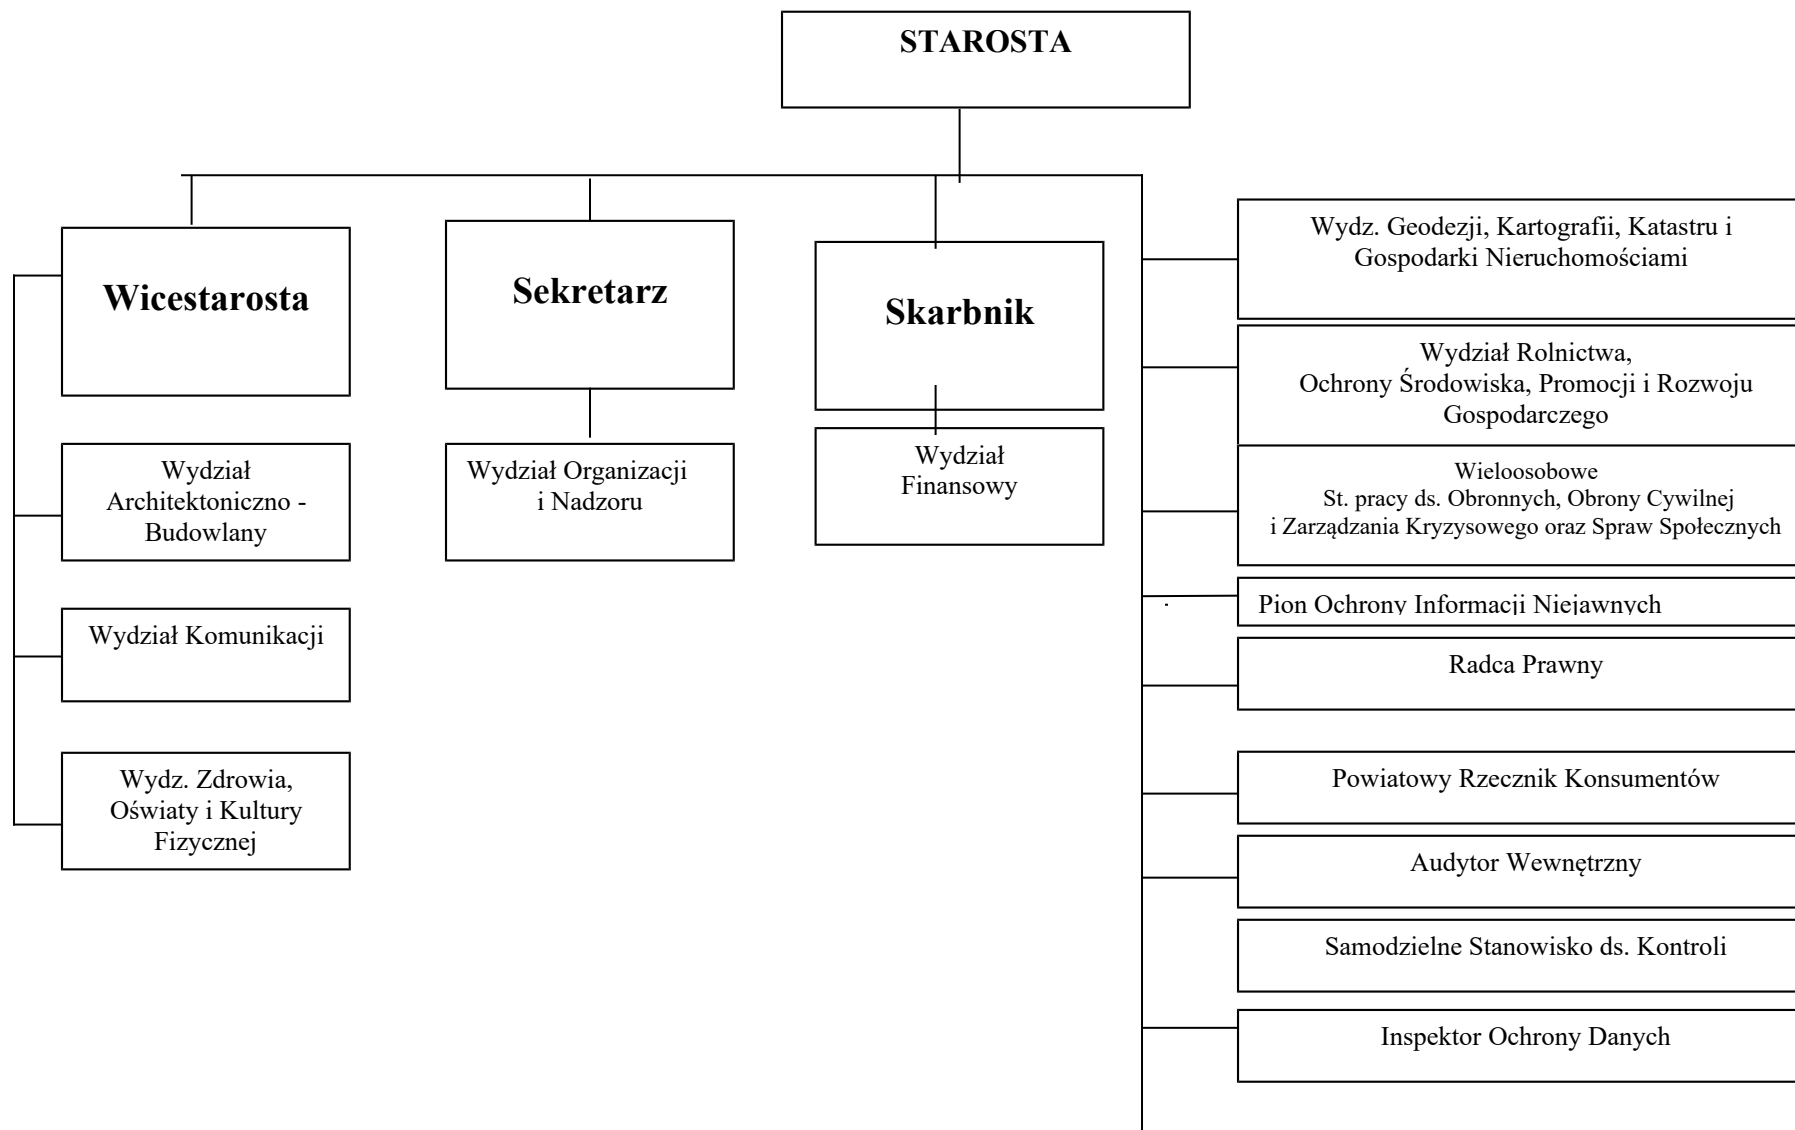 STAROSTA
Wicestarosta
Sekretarz
Skarbnik
Wydział
Architektoniczno -
Budowlany
Wydział Komunikacji
Wydz. Zdrowia,
Oświaty i Kultury
Fizycznej
Wydział Organizacji
i Nadzoru
Wydział
Finansowy
Wydz. Geodezji, Kartografii, Katastru i
Gospodarki Nieruchomościami
Wydział Rolnictwa,
Ochrony Środowiska, Promocji i Rozwoju
Gospodarczego
Wieloosobowe
St. pracy ds. Obronnych, Obrony Cywilnej
i Zarządzania Kryzysowego oraz Spraw Społecznych
Pion Ochrony Informacji Niejawnych
Radca Prawny
Powiatowy Rzecznik Konsumentów
Audytor Wewnętrzny
Samodzielne Stanowisko ds. Kontroli
Inspektor Ochrony Danych